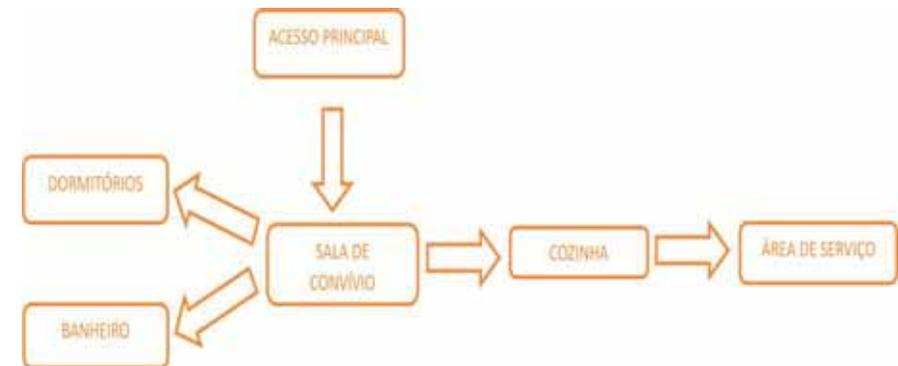 ACESSO PRINCIPAL
DORMITÓRIOS
SALA DE
CONVÍVIO
COZINHA
ÁREA DE SERVIÇO
BANHEIRO